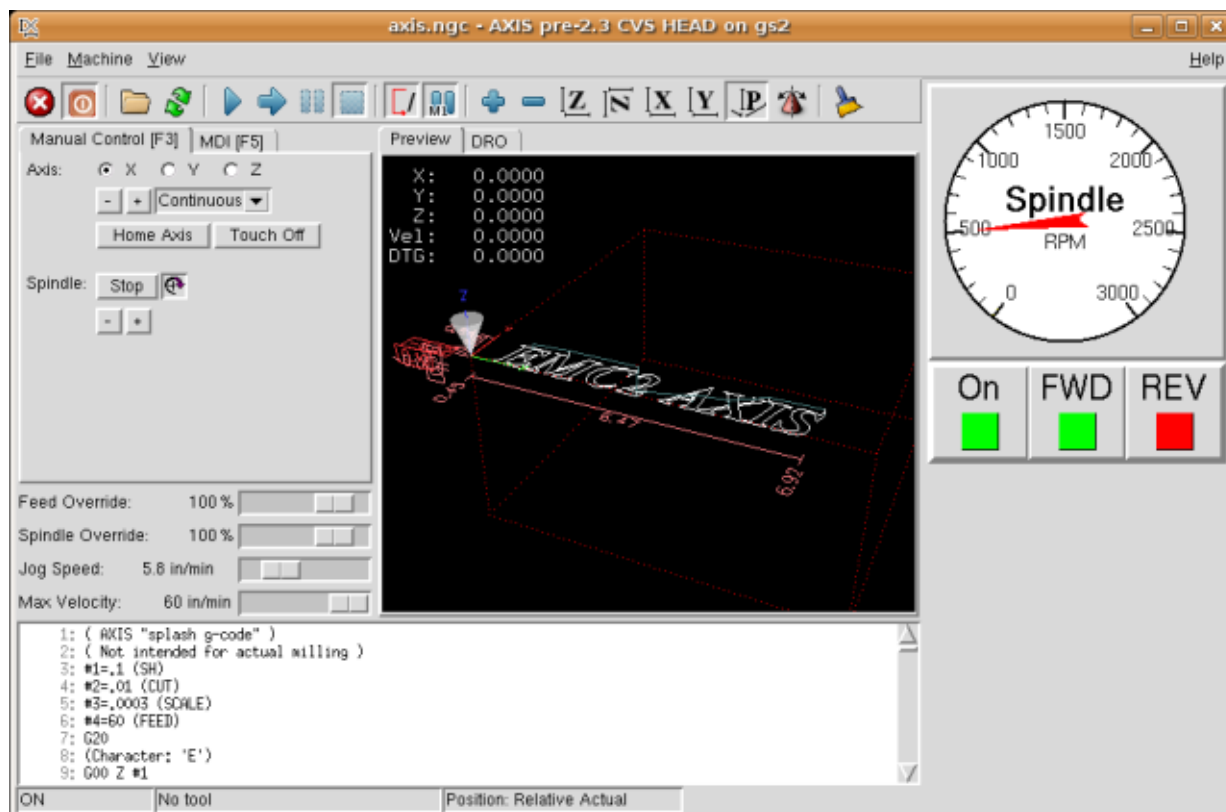 axis.ngc - AXIS pre-2.3 CVS HEAD on gs2
File Machine View Help
Z N X Y P
M1
Manual Control [F3] MDI [F5]
Axis: X Y Z
- + Continuous
Home Axis Touch Off
Spindle: Stop
- +
Feed Override: 100 %
Spindle Override: 100 %
Jog Speed: 5.8 in/min
Max Velocity: 60 in/min
Preview DRO
X: 0.0000
Y: 0.0000
Z: 0.0000
Vel: 0.0000
DTG: 0.0000
Z
EMC2 AXIS
6.47
6.92
1: ( AXIS "splash g-code" )
2: ( Not intended for actual milling )
3: #1=.1 (SH)
4: #2=.01 (CUT)
5: #3=.0003 (SCALE)
6: #4=60 (FEED)
7: G20
8: (Character: 'E')
9: G00 Z #1
ON No tool Position: Relative Actual
0 500 1000 1500 2000 2500 3000
Spindle
RPM
On FWD REV